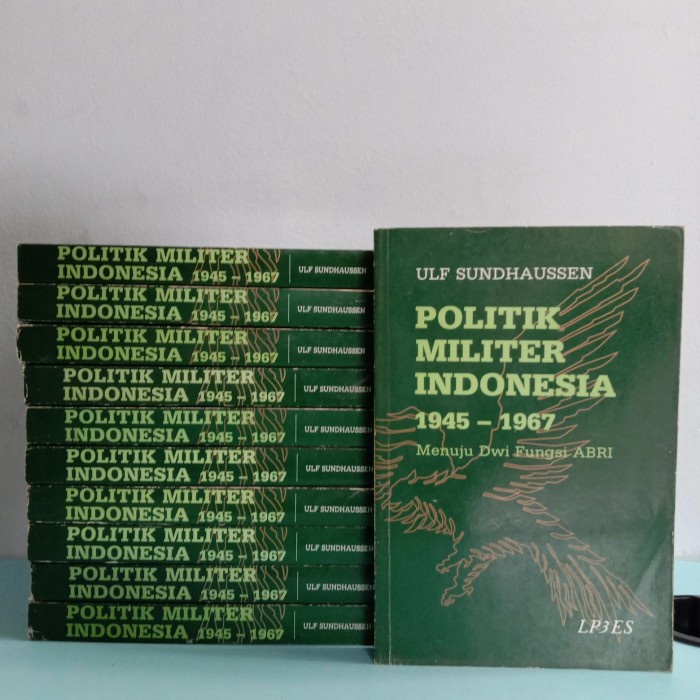 POLITIK MILITER
INDONESIA 1945 – 1967
ULF SUNDHAUSSEN
POLITIK MILITER
INDONESIA 1945 – 1967
ULF SUNDHAUSSEN
POLITIK MILITER
INDONESIA 1945 – 1967
ULF SUNDHAUSSEN
POLITIK MILITER
INDONESIA 1945 – 1967
ULF SUNDHAUSSEN
POLITIK MILITER
INDONESIA 1945 – 1967
ULF SUNDHAUSSEN
POLITIK MILITER
INDONESIA 1945 – 1967
ULF SUNDHAUSSEN
POLITIK MILITER
INDONESIA 1945 – 1967
ULF SUNDHAUSSEN
POLITIK MILITER
INDONESIA 1945 – 1967
ULF SUNDHAUSSEN
POLITIK MILITER
INDONESIA 1945 – 1967
ULF SUNDHAUSSEN
POLITIK MILITER
INDONESIA 1945 – 1967
ULF SUNDHAUSSEN
ULF SUNDHAUSSEN
POLITIK
MILITER
INDONESIA
1945 – 1967
Menuju Dwi Fungsi ABRI
LP3ES